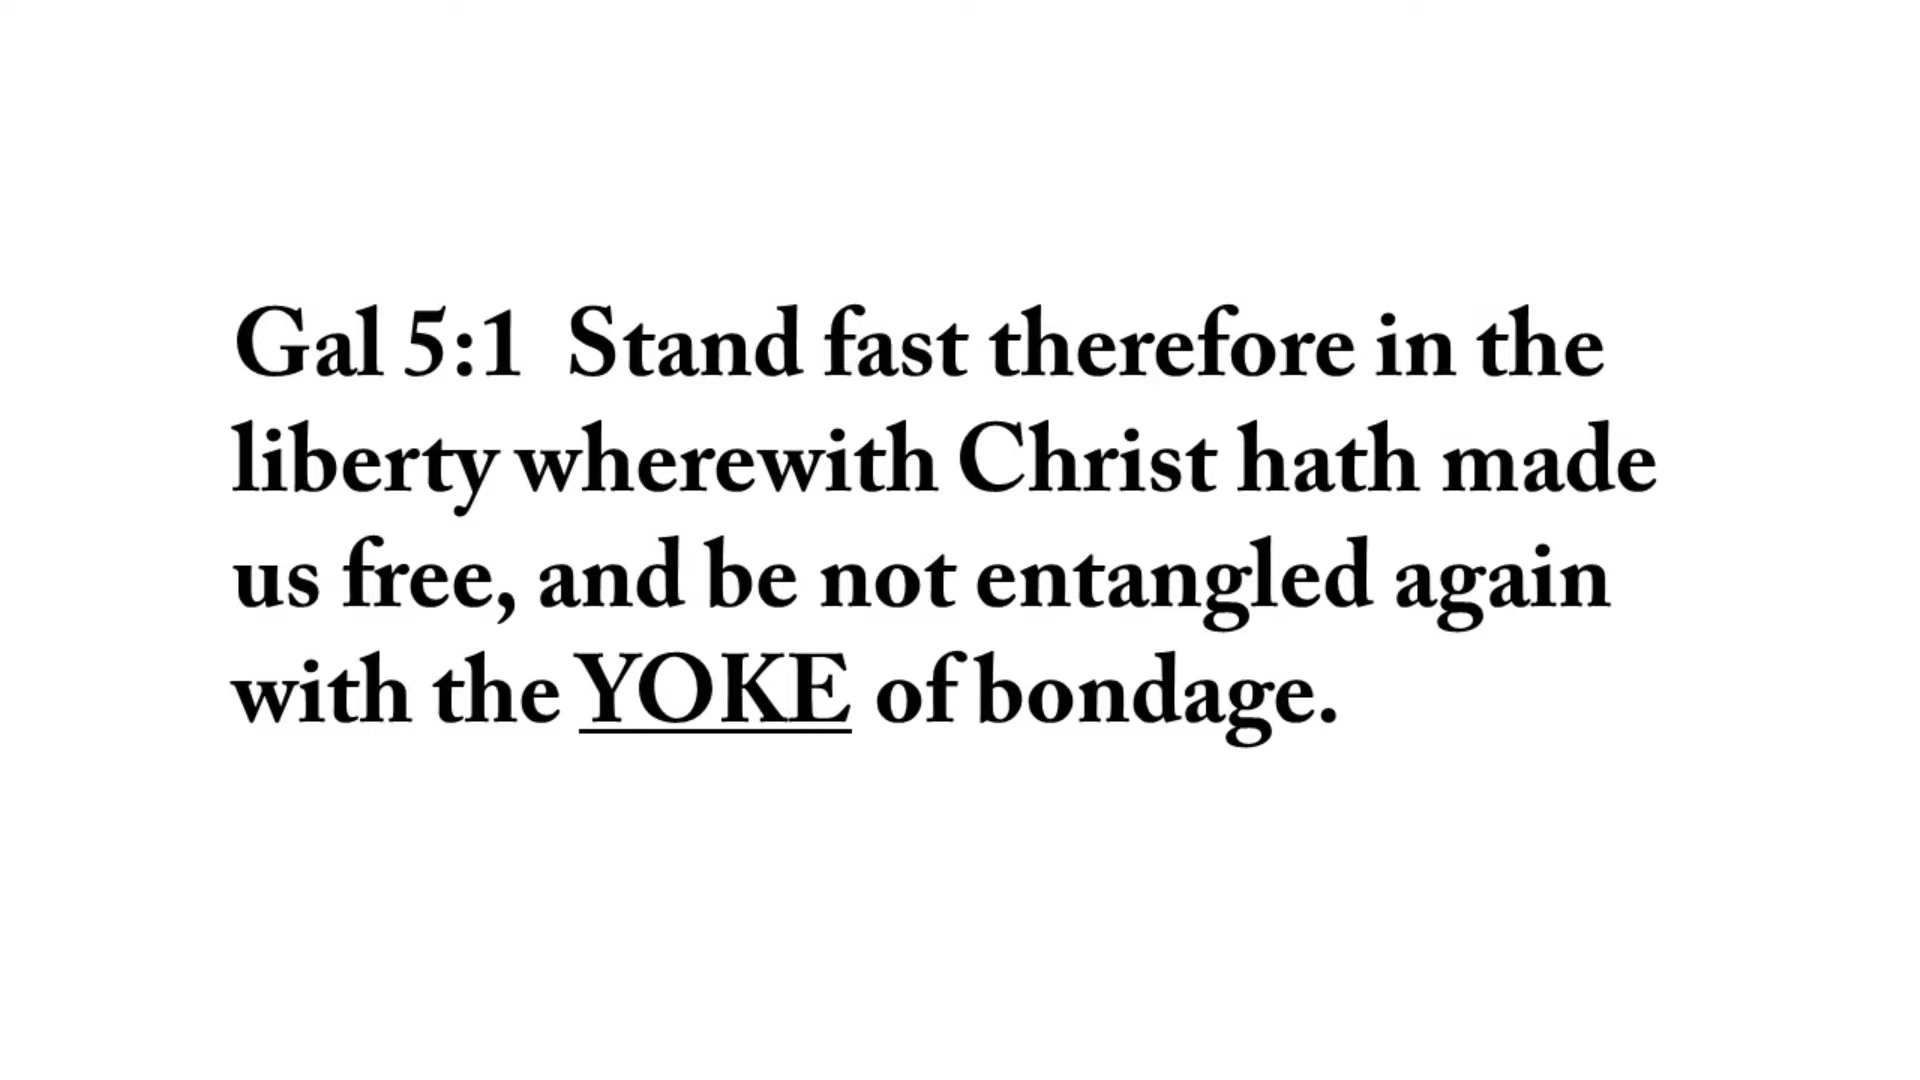 Gal 5:1  Stand fast therefore in the
liberty wherewith Christ hath made
us free, and be not entangled again
with the YOKE of bondage.